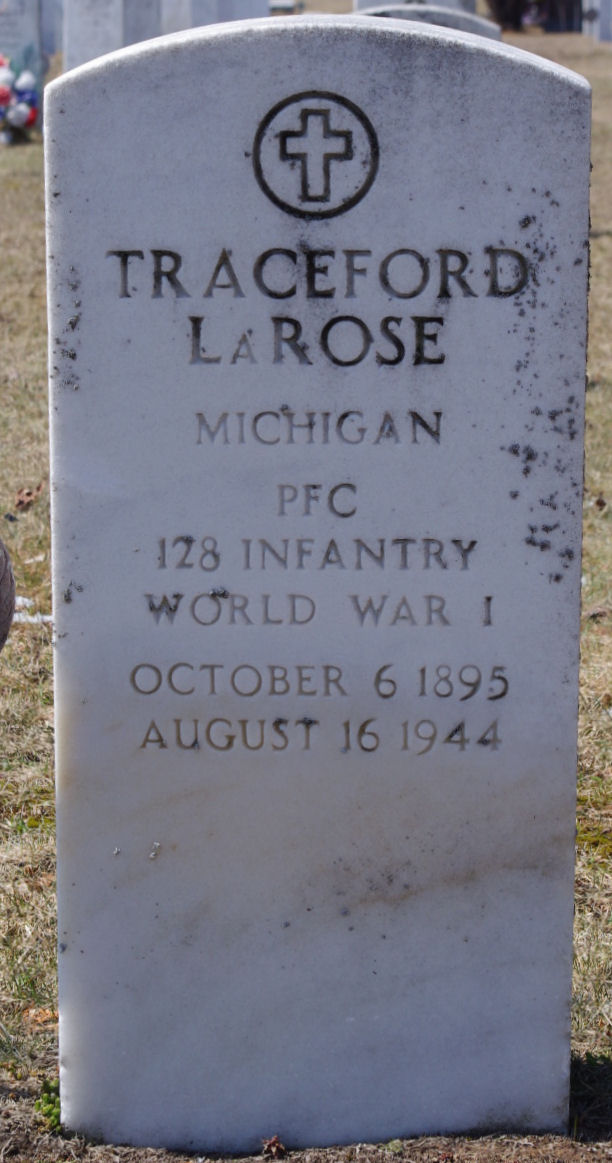 TRACEFORD
LaROSE
MICHIGAN
PFC
128 INFANTRY
WORLD WAR I
OCTOBER 6 1895
AUGUST 16 1944